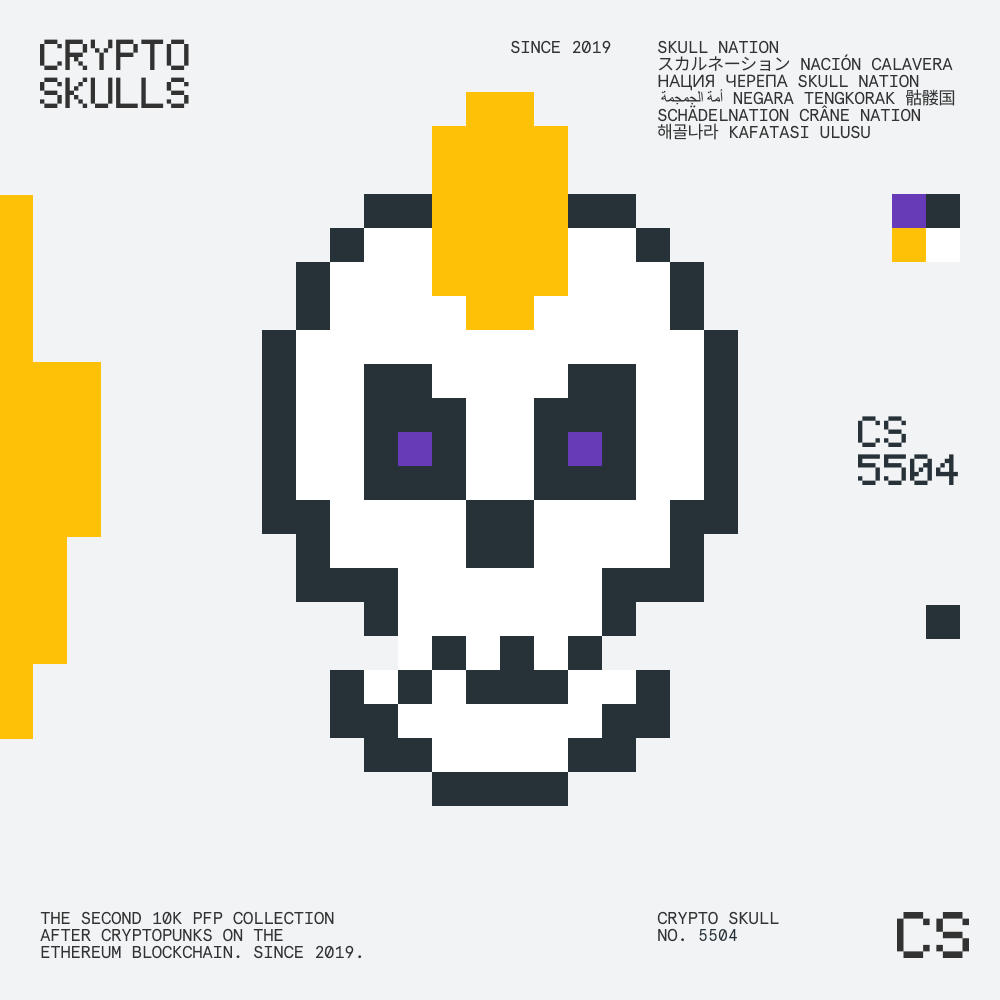 CRYPTO
SKULLS
SINCE 2019
SKULL NATION
スカルネーション NACIÓN CALAVERA
НАЦИЯ ЧЕРЕПА SKULL NATION
أمة الجمجمة NEGARA TENGKORAK 骷髅国
SCHÄDELNATION CRÂNE NATION
해골나라 KAFATASI ULUSU
CS
5504
THE SECOND 10K PFP COLLECTION
AFTER CRYPTOPUNKS ON THE
ETHEREUM BLOCKCHAIN. SINCE 2019.
CRYPTO SKULL
NO. 5504
CS